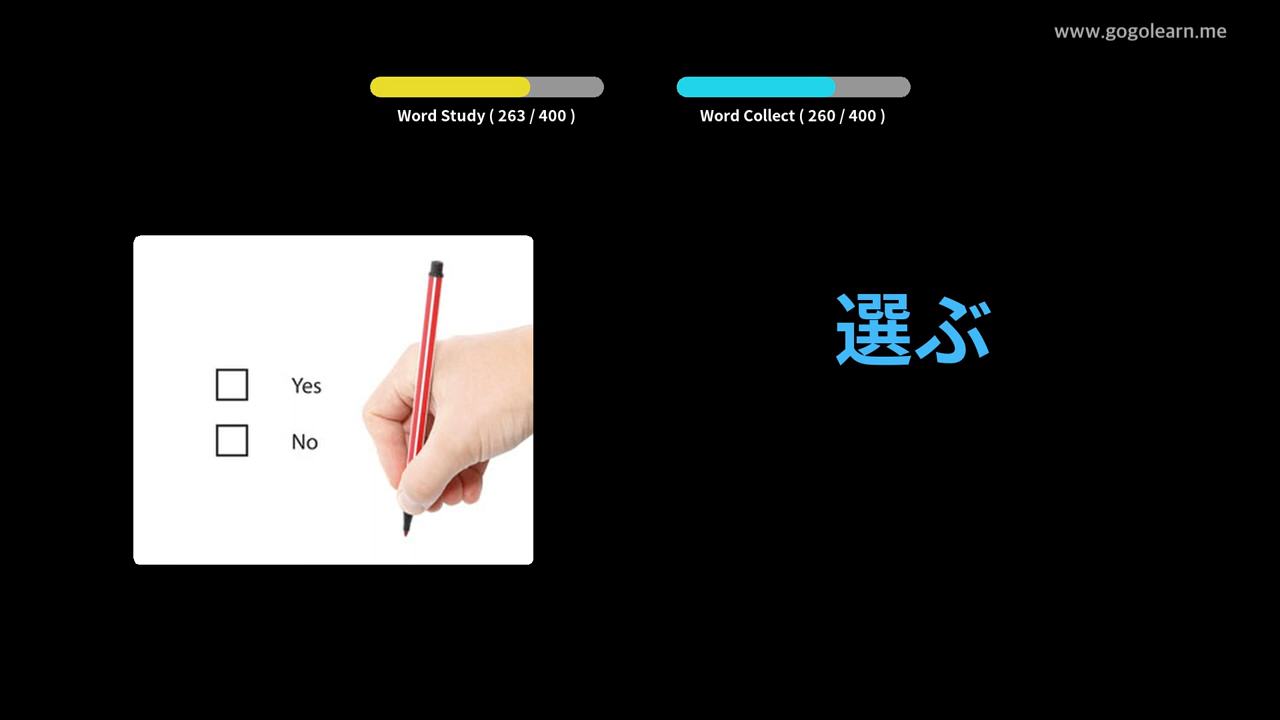 www.gogolearn.me
Word Study ( 263 / 400 )
Word Collect ( 260 / 400 )
選ぶ
Yes
No